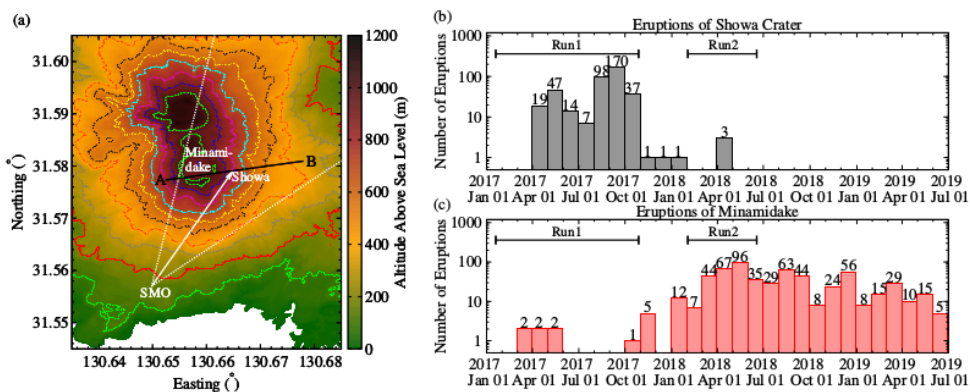 (a)
31.60
31.59
31.58
31.57
31.56
31.55
Northing (°)
130.64 130.65 130.66 130.67 130.68
Easting (°)
Minami-
dake
A
B
Showa
SMO
1200
1000
800
600
400
200
0
Altitude Above Sea Level (m)
(b)
Eruptions of Showa Crater
Run1 Run2
Number of Eruptions
1000
100
10
1
19 47 14 7 98 170 37 1 1 1 3
2017 2017 2017 2017 2018 2018 2018 2018 2019 2019 2019
Jan 01 Apr 01 Jul 01 Oct 01 Jan 01 Apr 01 Jul 01 Oct 01 Jan 01 Apr 01 Jul 01
(c)
Eruptions of Minamidake
Run1 Run2
Number of Eruptions
1000
100
10
1
2 2 2 1 5 12 7 44 67 96 35 29 63 44 8 24 56 8 15 29 10 15 5
2017 2017 2017 2017 2018 2018 2018 2018 2019 2019 2019
Jan 01 Apr 01 Jul 01 Oct 01 Jan 01 Apr 01 Jul 01 Oct 01 Jan 01 Apr 01 Jul 01